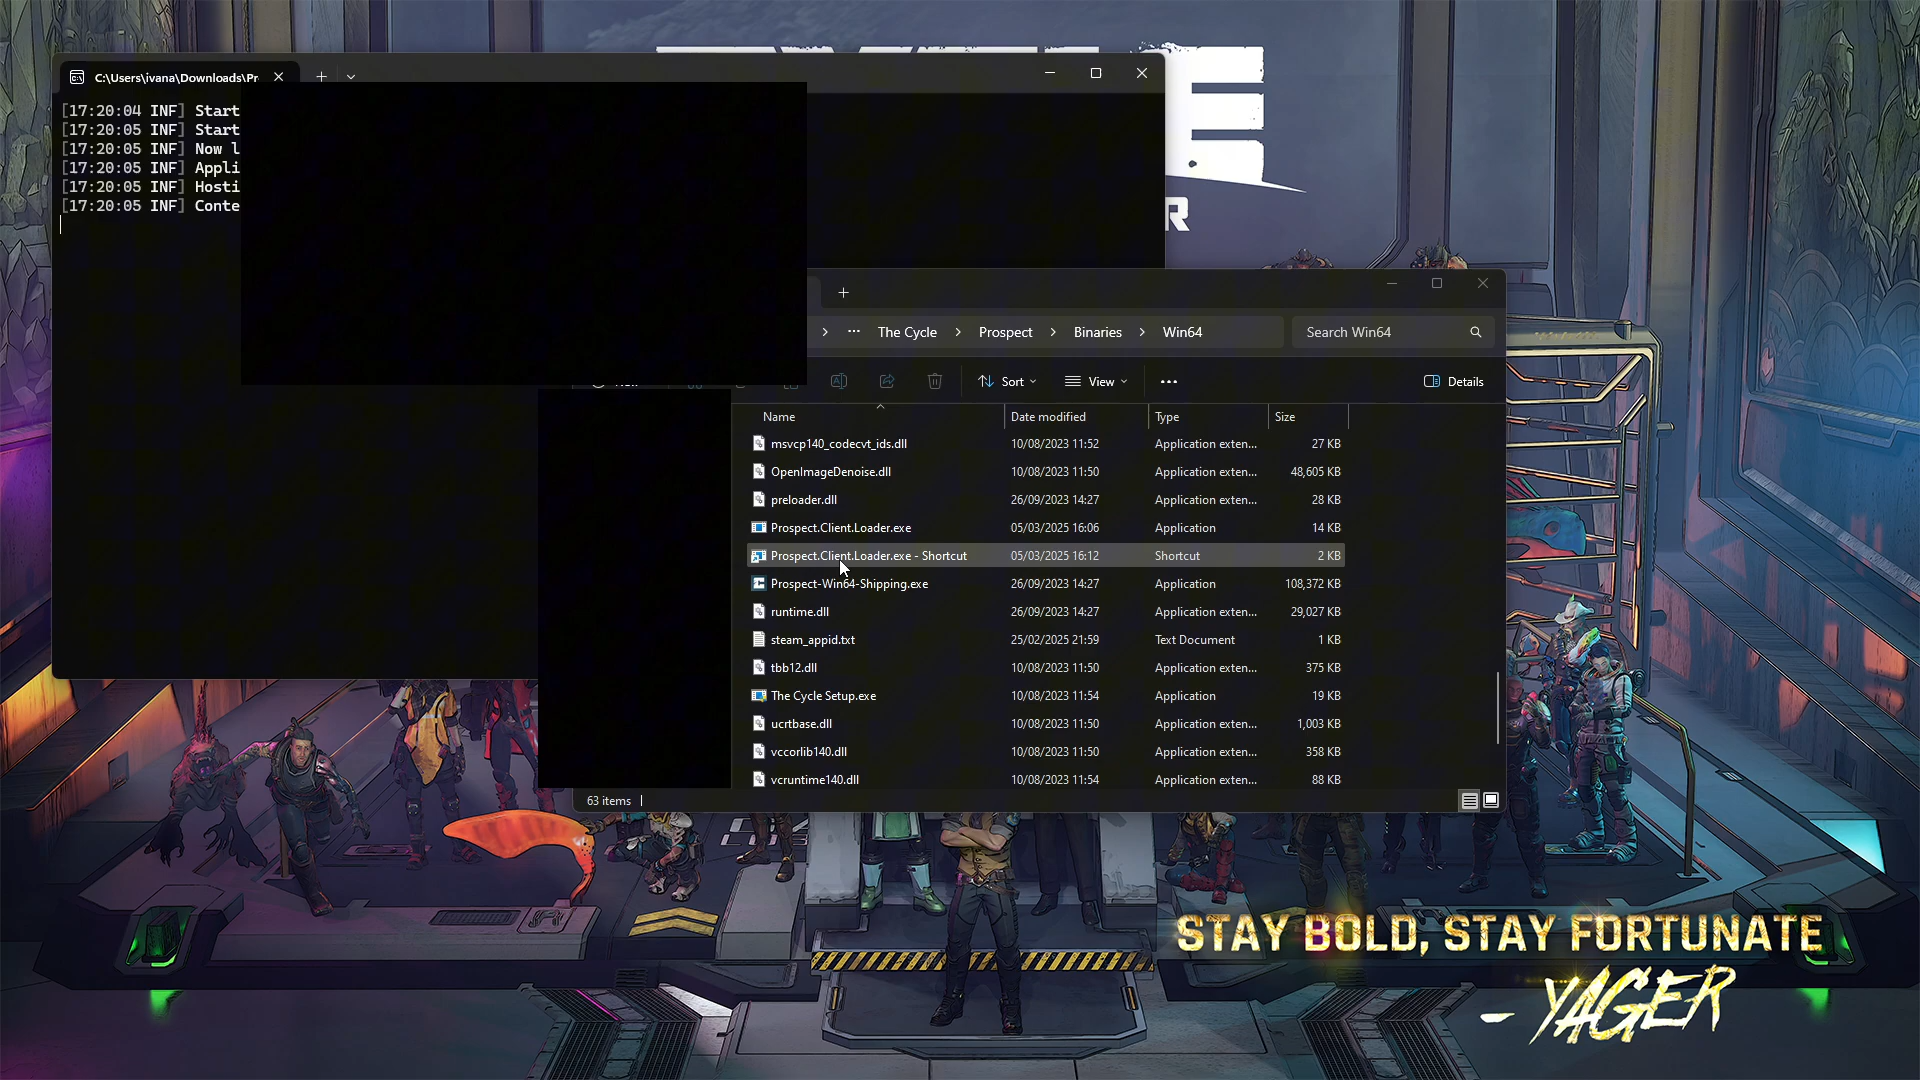 C:\Users\ivana\Downloads\Pr
[17:20:04 INF] Start
[17:20:05 INF] Start
[17:20:05 INF] Now l
[17:20:05 INF] Appli
[17:20:05 INF] Hosti
[17:20:05 INF] Conte
The Cycle > Prospect > Binaries > Win64
Search Win64
Sort
View
Details
Name Date modified Type Size
msvcp140_codecvt_ids.dll 10/08/2023 11:52 Application exten... 27 KB
OpenImageDenoise.dll 10/08/2023 11:50 Application exten... 48,605 KB
preloader.dll 26/09/2023 14:27 Application exten... 28 KB
Prospect.Client.Loader.exe 05/03/2025 16:06 Application 14 KB
Prospect.Client.Loader.exe - Shortcut 05/03/2025 16:12 Shortcut 2 KB
Prospect-Win64-Shipping.exe 26/09/2023 14:27 Application 108,372 KB
runtime.dll 26/09/2023 14:27 Application exten... 29,027 KB
steam_appid.txt 25/02/2025 21:59 Text Document 1 KB
tbb12.dll 10/08/2023 11:50 Application exten... 375 KB
The Cycle Setup.exe 10/08/2023 11:54 Application 19 KB
ucrtbase.dll 10/08/2023 11:50 Application exten... 1,003 KB
vccorlib140.dll 10/08/2023 11:50 Application exten... 358 KB
vcruntime140.dll 10/08/2023 11:54 Application exten... 88 KB
63 items
STAY BOLD, STAY FORTUNATE
- YAGER